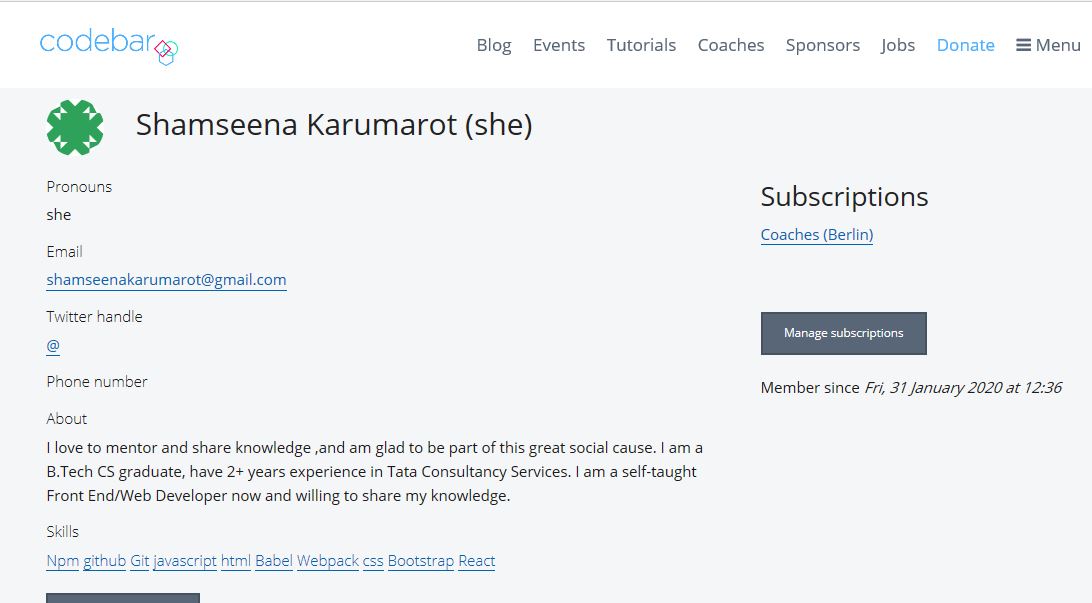 codebar
Blog Events Tutorials Coaches Sponsors Jobs Donate Menu
Shamseena Karumarot (she)
Pronouns
she
Email
shamseenakarumarot@gmail.com
Twitter handle
@
Phone number
About
I love to mentor and share knowledge ,and am glad to be part of this great social cause. I am a
B.Tech CS graduate, have 2+ years experience in Tata Consultancy Services. I am a self-taught
Front End/Web Developer now and willing to share my knowledge.
Skills
Npm github Git javascript html Babel Webpack css Bootstrap React
Subscriptions
Coaches (Berlin)
Manage subscriptions
Member since Fri, 31 January 2020 at 12:36